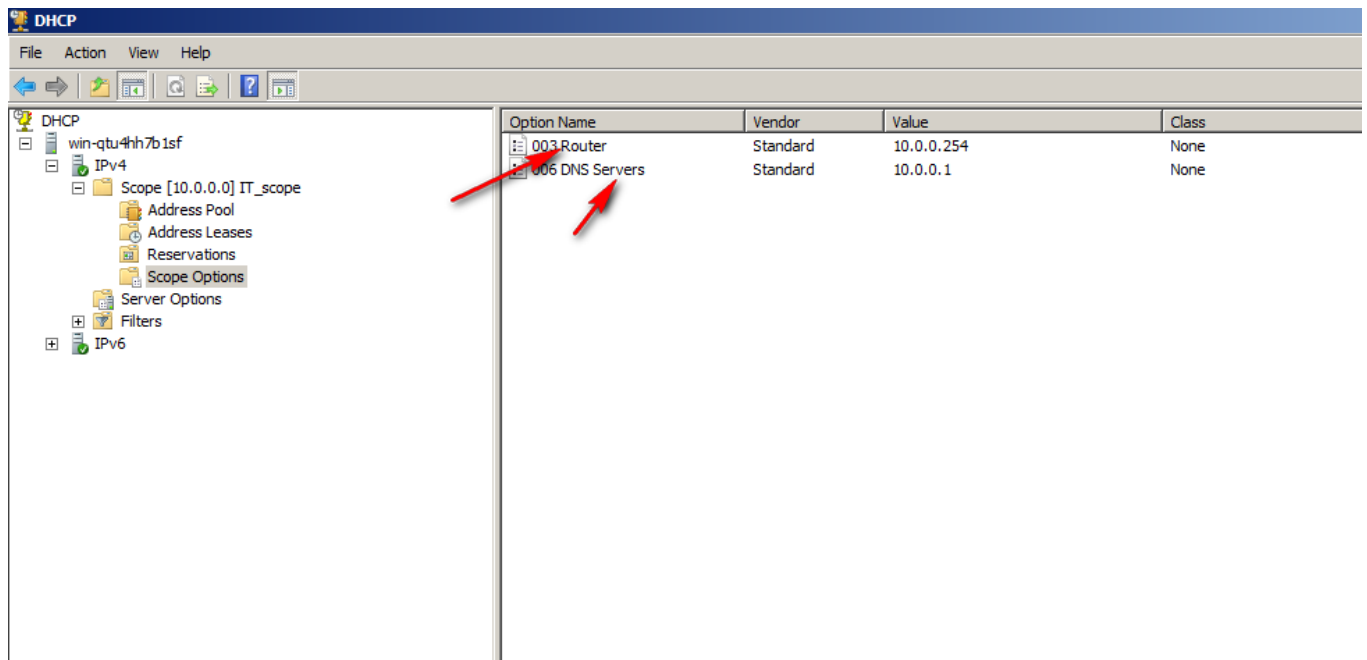 DHCP
File Action View Help
DHCP
win-qtu4hh7b1sf
IPv4
Scope [10.0.0.0] IT_scope
Address Pool
Address Leases
Reservations
Scope Options
Server Options
Filters
IPv6
Option Name Vendor Value Class
003 Router Standard 10.0.0.254 None
006 DNS Servers Standard 10.0.0.1 None